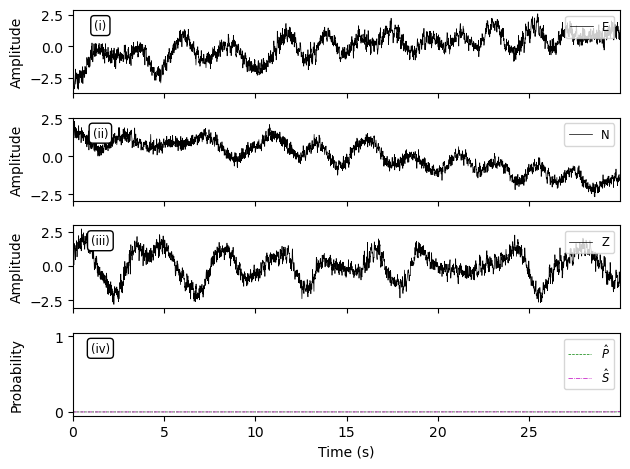 2.5
0.0
−2.5
Amplitude
(i)
E
2.5
0.0
−2.5
Amplitude
(ii)
N
2.5
0.0
−2.5
Amplitude
(iii)
Z
1
0
Probability
(iv)
P̂
Ŝ
0 5 10 15 20 25
Time (s)